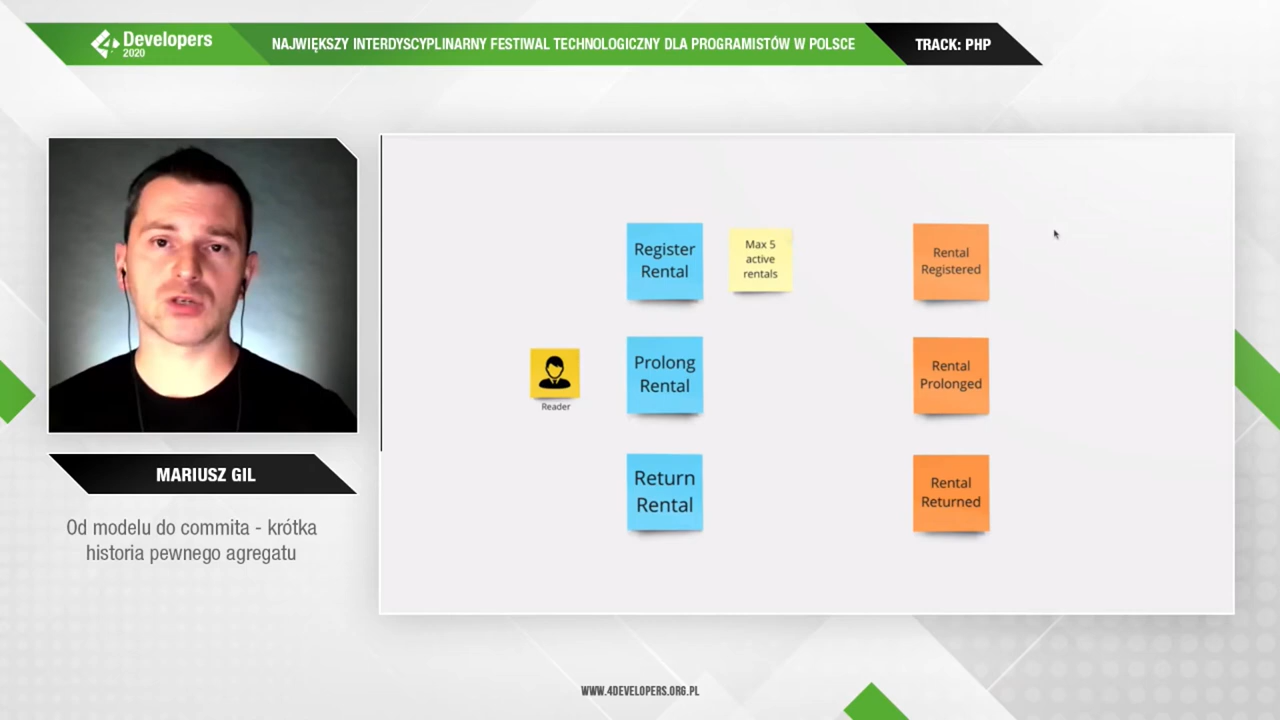 4 Developers
2020
NAJWIĘKSZY INTERDYSCYPLINARNY FESTIWAL TECHNOLOGICZNY DLA PROGRAMISTÓW W POLSCE
TRACK: PHP
MARIUSZ GIL
Od modelu do commita - krótka
historia pewnego agregatu
Register
Rental
Max 5
active
rentals
Rental
Registered
Reader
Prolong
Rental
Rental
Prolonged
Return
Rental
Rental
Returned
WWW.4DEVELOPERS.ORG.PL